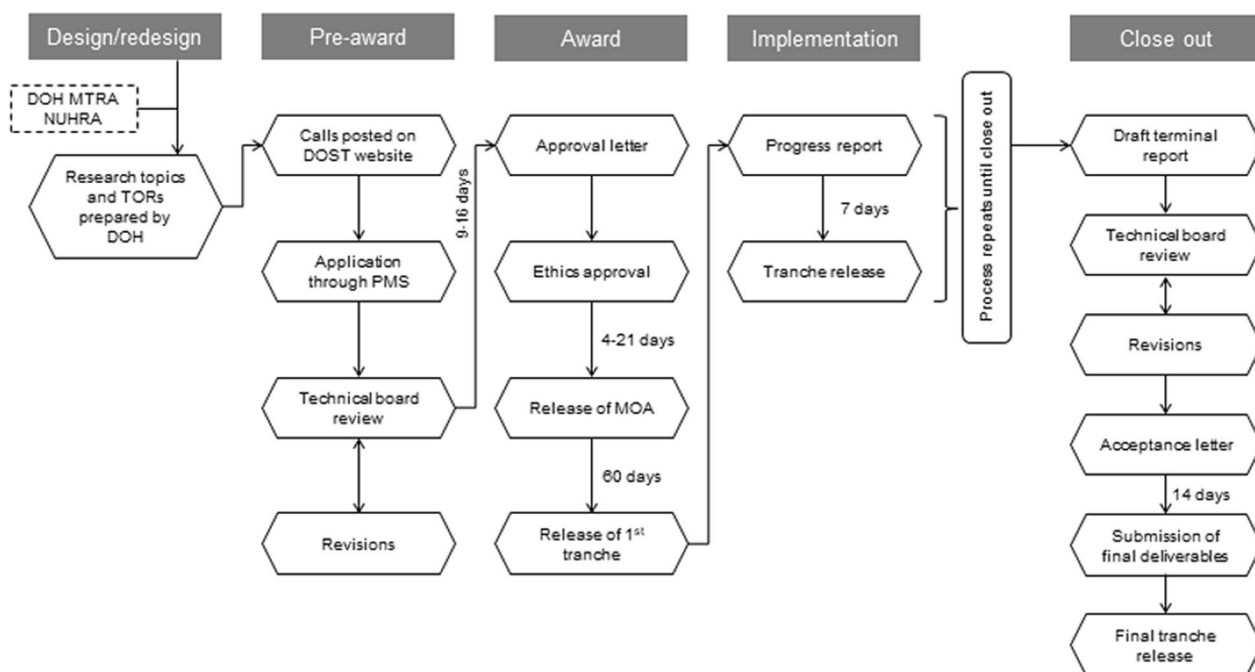 Design/redesign
DOH MTRA
NUHRA
Research topics
and TORs
prepared by
DOH
Pre-award
Calls posted on
DOST website
Application
through PMS
Technical board
review
Revisions
9-16 days
Award
Approval letter
Ethics approval
4-21 days
Release of MOA
60 days
Release of 1st
tranche
Implementation
Progress report
7 days
Tranche release
Process repeats until close out
Close out
Draft terminal
report
Technical board
review
Revisions
Acceptance letter
14 days
Submission of
final deliverables
Final tranche
release